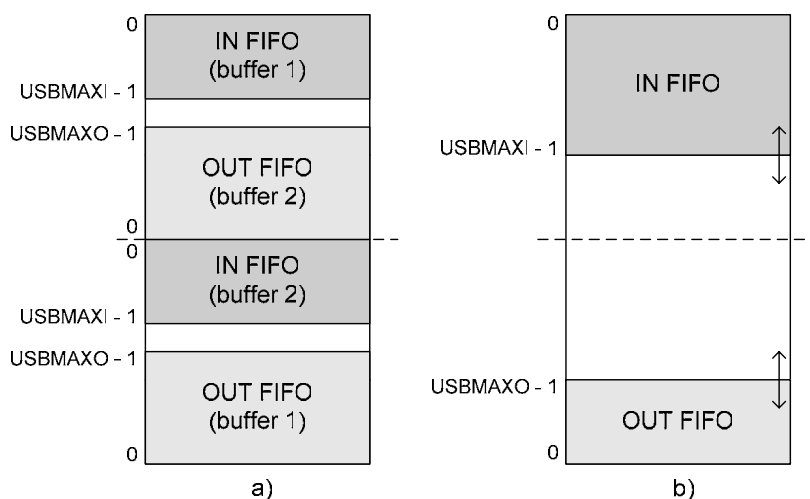 0
IN FIFO
(buffer 1)
USBMAXI - 1
USBMAXO - 1
OUT FIFO
(buffer 2)
0
0
IN FIFO
(buffer 2)
USBMAXI - 1
USBMAXO - 1
OUT FIFO
(buffer 1)
0
a)
0
IN FIFO
USBMAXI - 1
USBMAXO - 1
OUT FIFO
0
b)